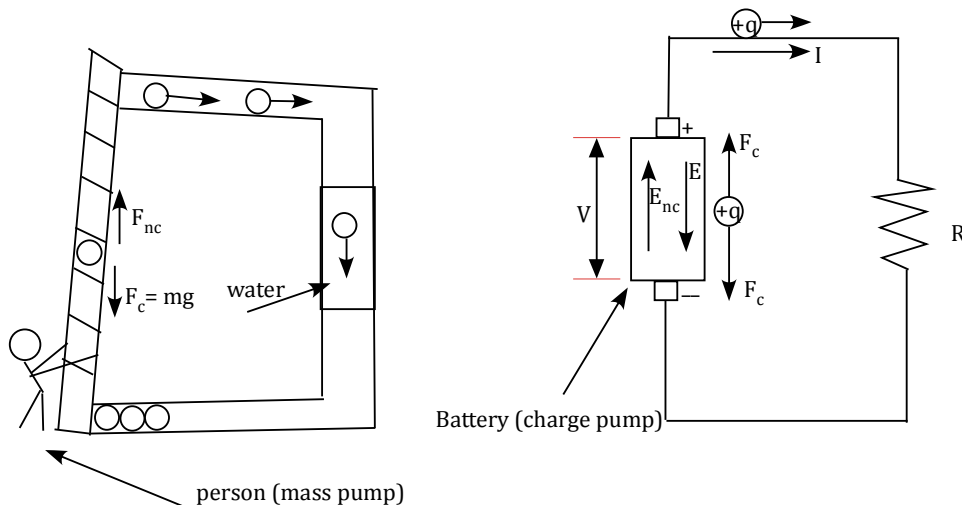 F_nc
F_c = mg
water
person (mass pump)
+q
I
+
F_c
E
E_nc
V
+q
R
—
F_c
Battery (charge pump)